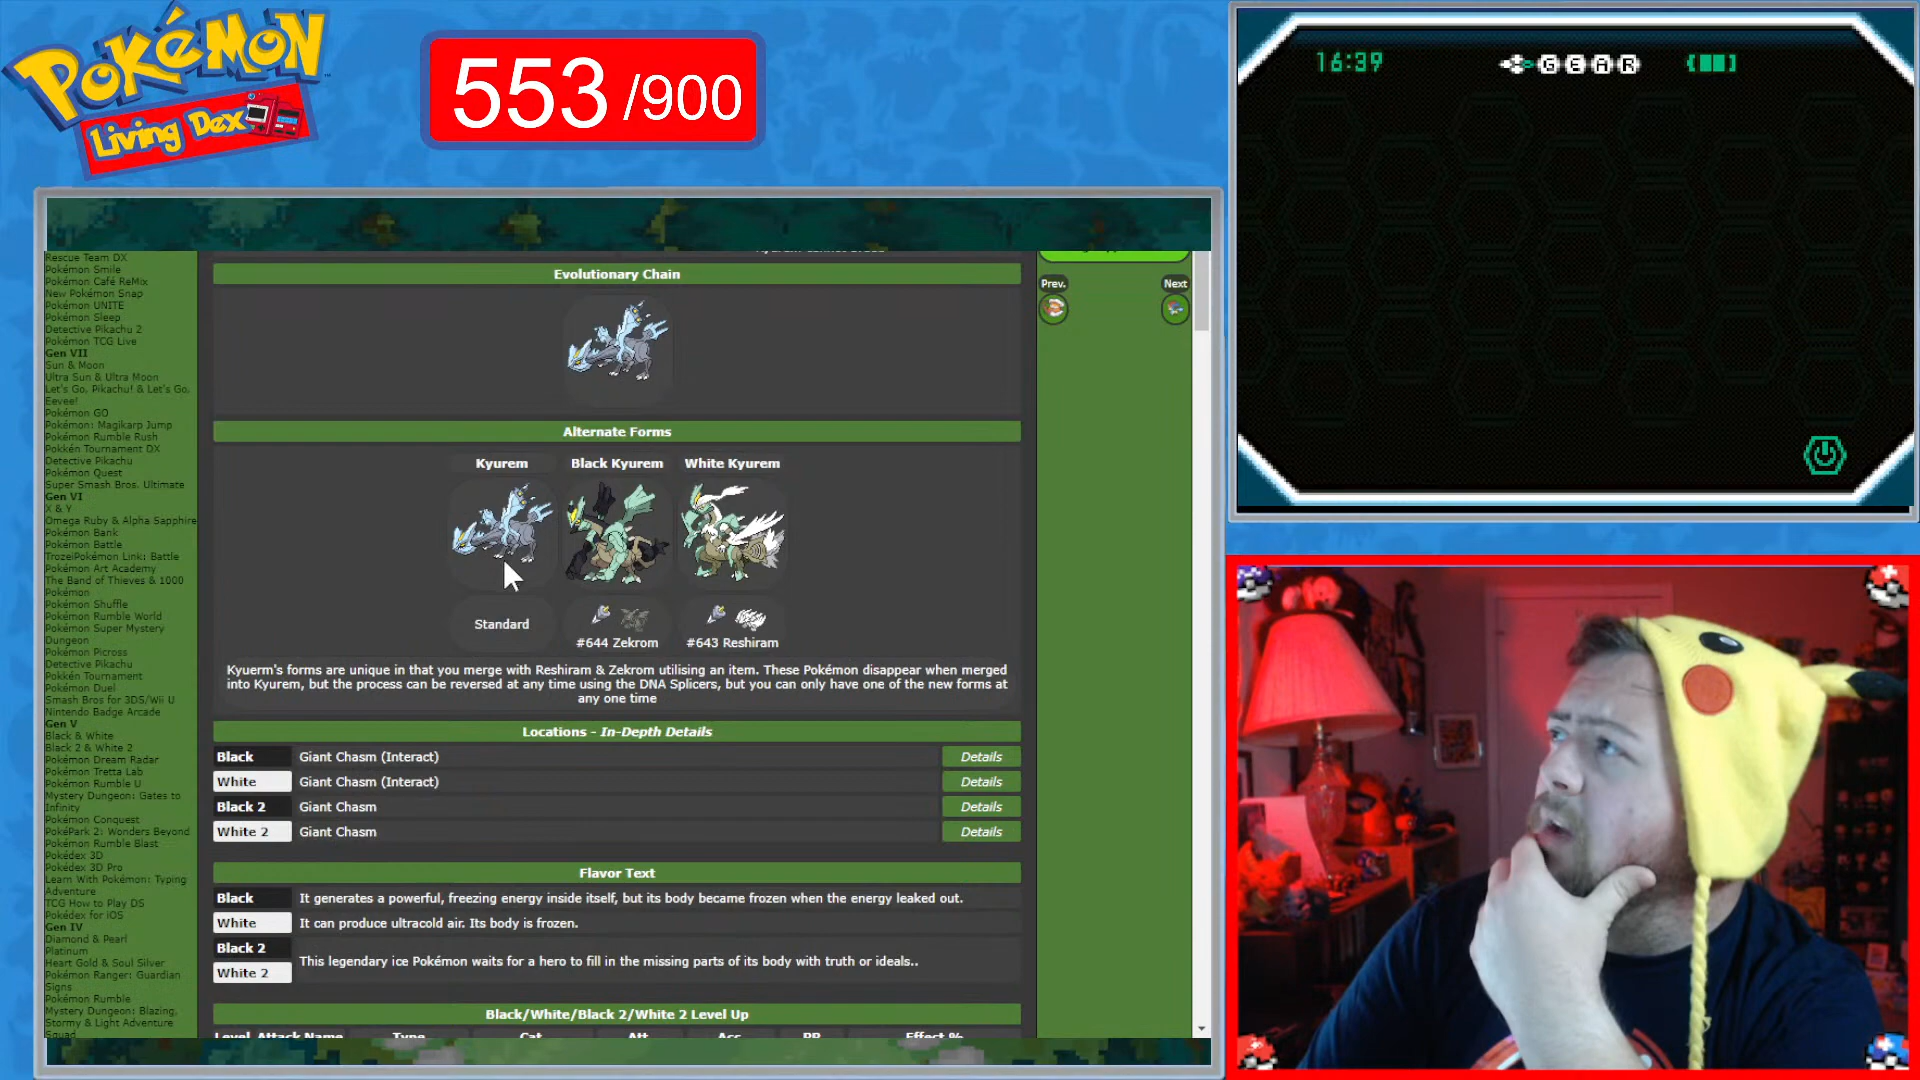 POKéMON
Living Dex
553 /900
16:39
GEAR
Rescue Team DX
Pokémon Smile
Pokémon Café ReMix
New Pokémon Snap
Pokémon UNITE
Pokémon Sleep
Detective Pikachu 2
Pokémon TCG Live
Gen VII
Sun & Moon
Ultra Sun & Ultra Moon
Let's Go, Pikachu! & Let's Go,
Eevee!
Pokémon GO
Pokémon: Magikarp Jump
Pokémon Rumble Rush
Pokkén Tournament DX
Detective Pikachu
Pokémon Quest
Super Smash Bros. Ultimate
Gen VI
X & Y
Omega Ruby & Alpha Sapphire
Pokémon Bank
Pokémon Battle
TrozeiPokémon Link: Battle
Pokémon Art Academy
The Band of Thieves & 1000
Pokémon
Pokémon Shuffle
Pokémon Rumble World
Pokémon Super Mystery
Dungeon
Pokémon Picross
Detective Pikachu
Pokkén Tournament
Pokémon Duel
Smash Bros for 3DS/Wii U
Nintendo Badge Arcade
Gen V
Black & White
Black 2 & White 2
Pokémon Dream Radar
Pokémon Tretta Lab
Pokémon Rumble U
Mystery Dungeon: Gates to
Infinity
Pokémon Conquest
PokéPark 2: Wonders Beyond
Pokémon Rumble Blast
Pokédex 3D
Pokédex 3D Pro
Learn With Pokémon: Typing
Adventure
TCG How to Play DS
Pokédex for iOS
Gen IV
Diamond & Pearl
Platinum
Heart Gold & Soul Silver
Pokémon Ranger: Guardian
Signs
Pokémon Rumble
Mystery Dungeon: Blazing,
Stormy & Light Adventure
Squad
Evolutionary Chain
Alternate Forms
Kyurem Black Kyurem White Kyurem
Standard
#644 Zekrom #643 Reshiram
Kyuerm's forms are unique in that you merge with Reshiram & Zekrom utilising an item. These Pokémon disappear when merged
into Kyurem, but the process can be reversed at any time using the DNA Splicers, but you can only have one of the new forms at
any one time
Locations - In-Depth Details
Black Giant Chasm (Interact) Details
White Giant Chasm (Interact) Details
Black 2 Giant Chasm Details
White 2 Giant Chasm Details
Flavor Text
Black It generates a powerful, freezing energy inside itself, but its body became frozen when the energy leaked out.
White It can produce ultracold air. Its body is frozen.
Black 2
This legendary ice Pokémon waits for a hero to fill in the missing parts of its body with truth or ideals..
White 2
Black/White/Black 2/White 2 Level Up
Level Attack Name Type Cat. Att. Acc. PP Effect %
Prev. Next